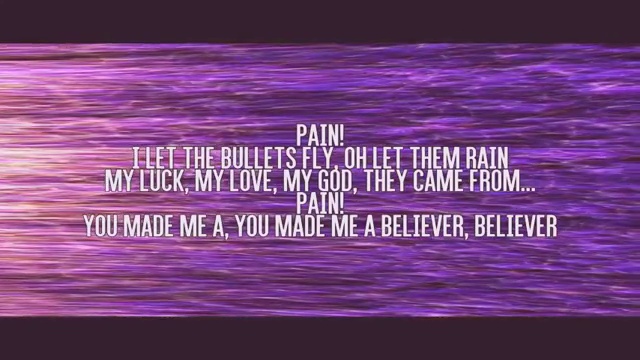 PAIN!
I LET THE BULLETS FLY, OH LET THEM RAIN
MY LUCK, MY LOVE, MY GOD, THEY CAME FROM...
PAIN!
YOU MADE ME A, YOU MADE ME A BELIEVER, BELIEVER